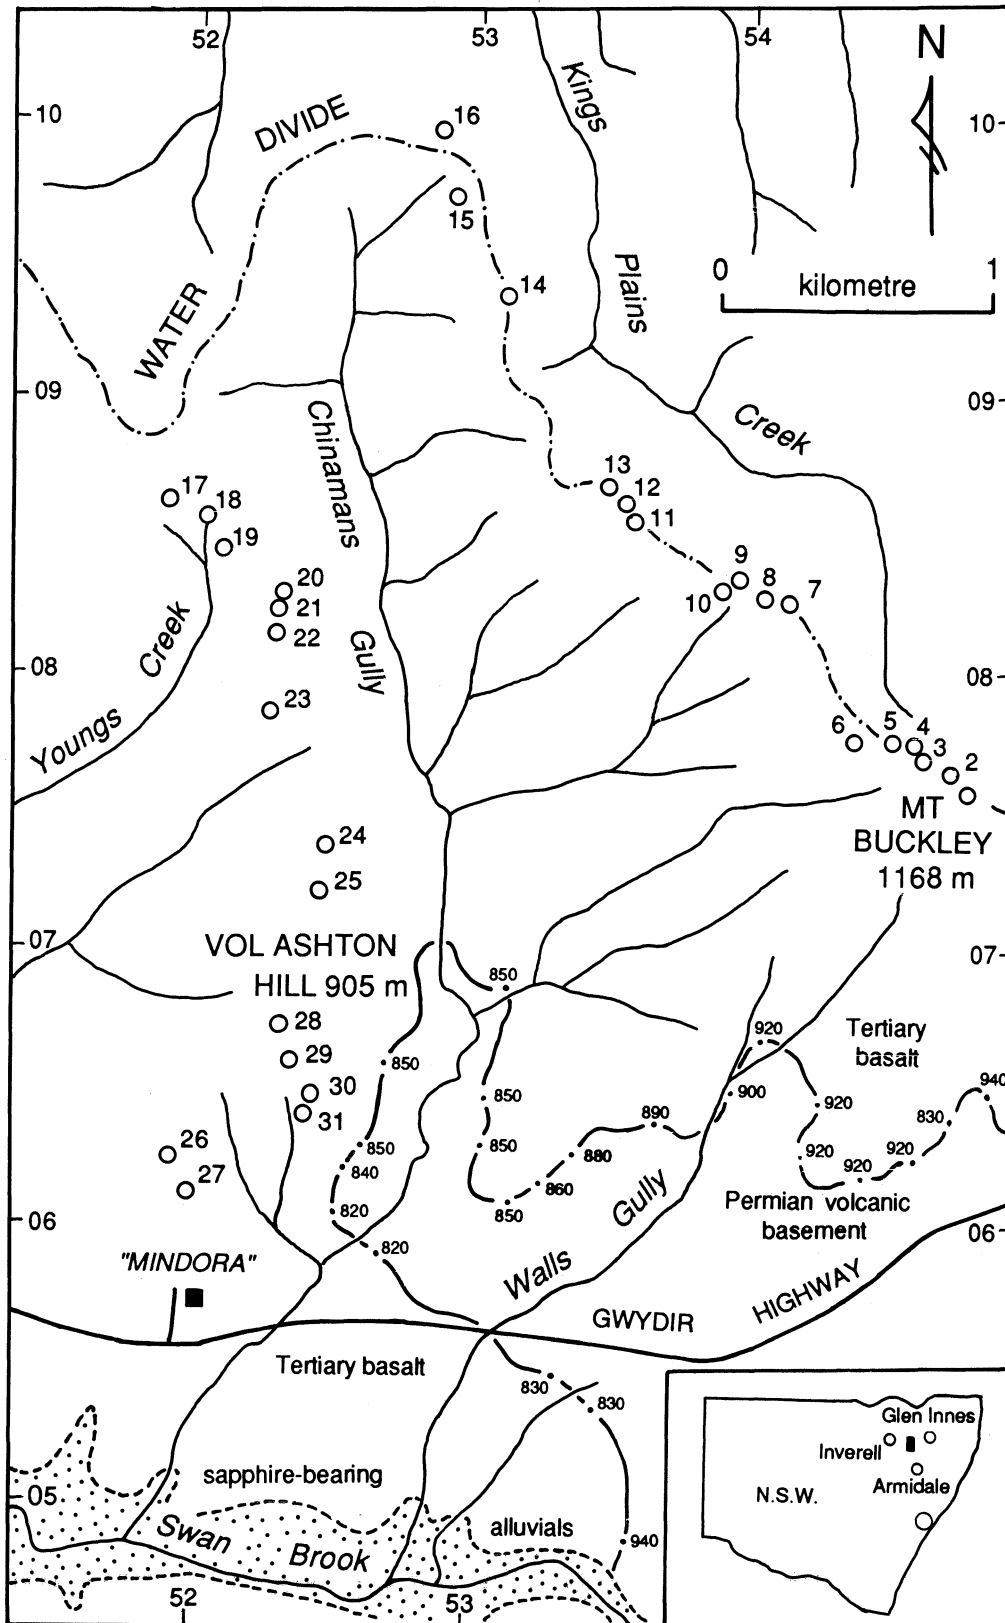 52
53
54
N
10
10
16
DIVIDE
Kings
15
Plains
0
1
kilometre
14
WATER
09
09
Creek
Chinamans
13
12
11
17
18
19
9
8
7
10
20
21
22
Creek
Gully
08
08
23
Youngs
6
5
4
3
2
MT
BUCKLEY
1168 m
24
25
07
07
VOL ASHTON
HILL 905 m
850
28
29
30
31
850
920
Tertiary
basalt
900
940
850
890
920
830
26
27
850
840
850
880
920
920
920
820
860
850
Gully
Permian volcanic
basement
06
06
820
"MINDORA"
Walls
GWYDIR
HIGHWAY
Tertiary basalt
830
830
Glen Innes
Inverell
Armidale
N.S.W.
sapphire-bearing
05
Swan
Brook
alluvials
940
52
53